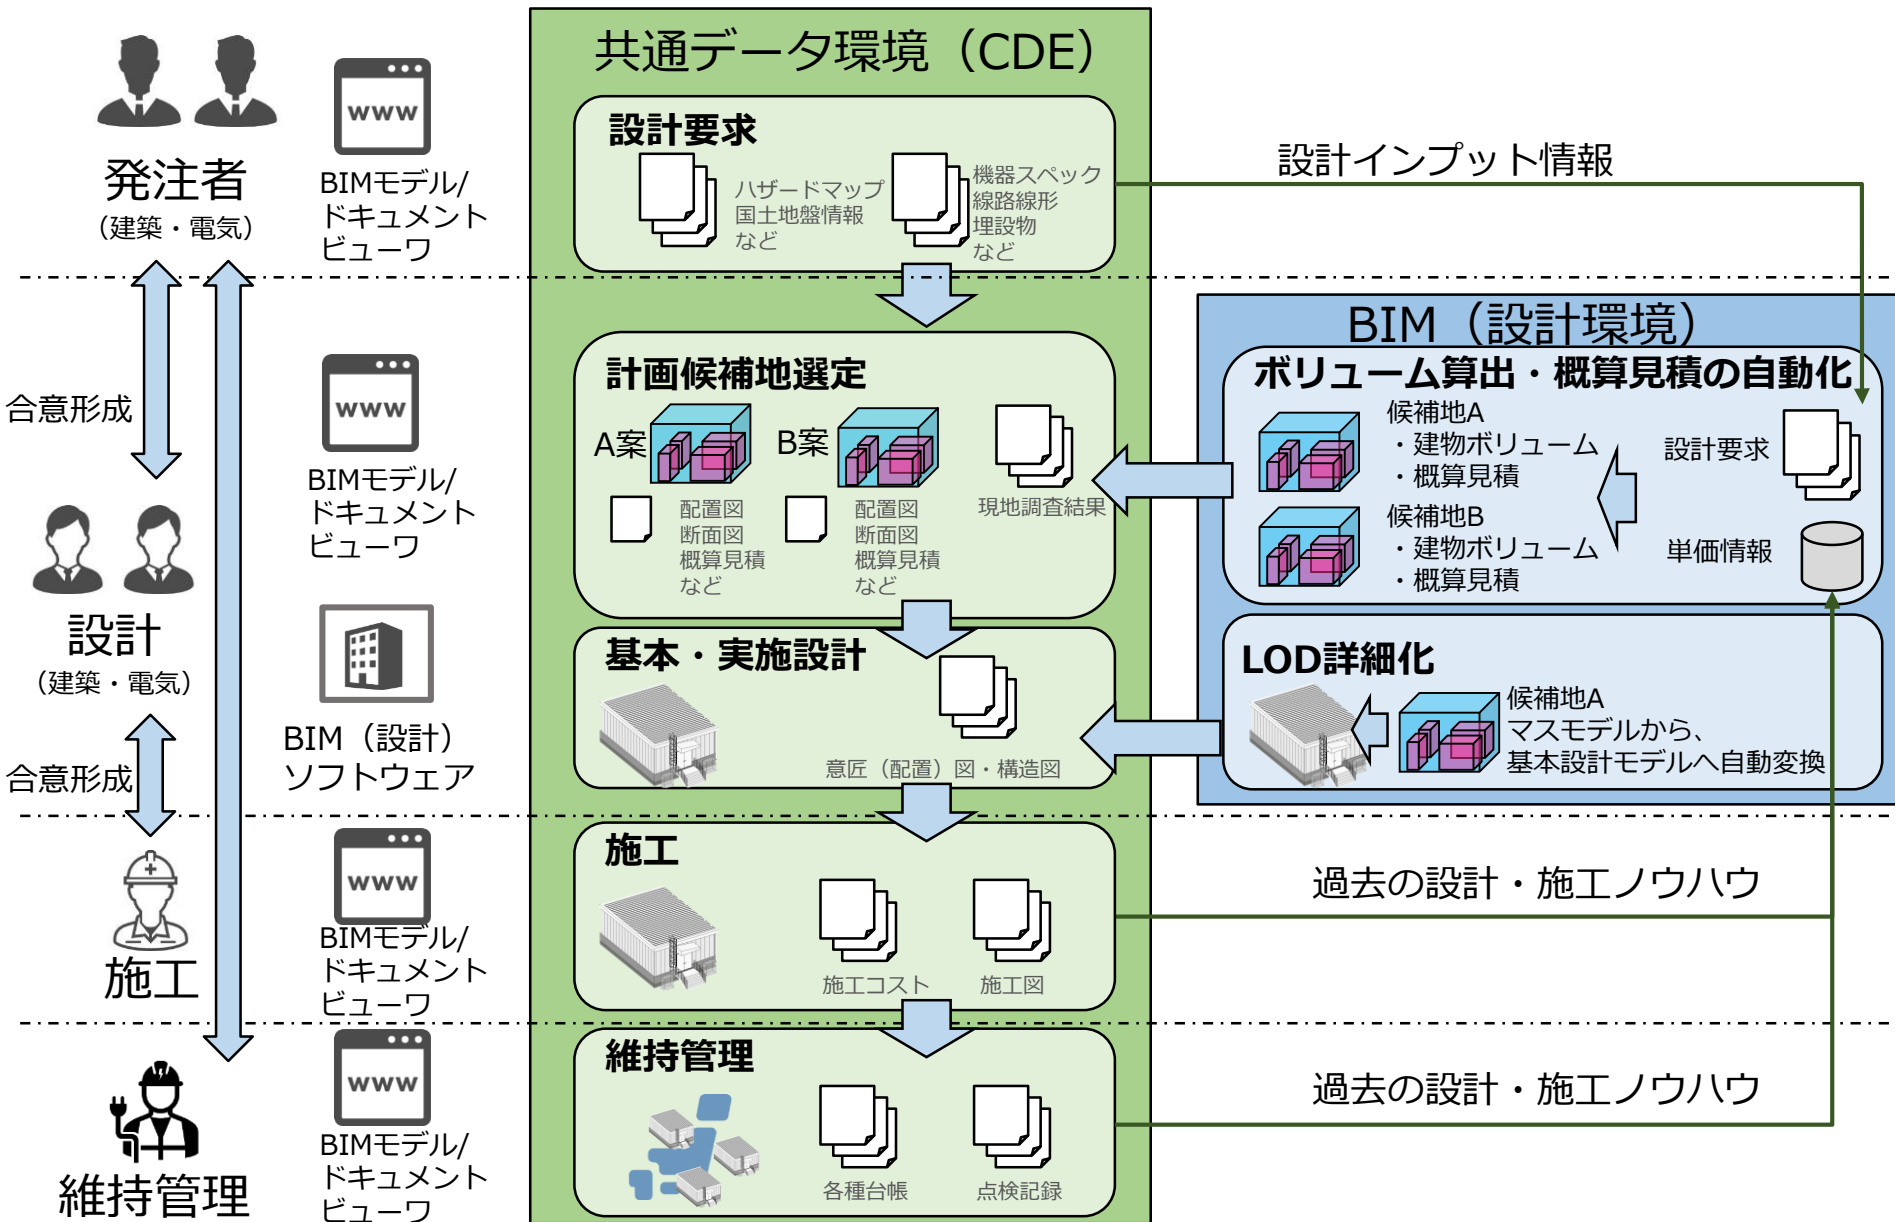 共通データ環境（CDE）
発注者
（建築・電気）
www
BIMモデル/
ドキュメント
ビューワ
設計要求
ハザードマップ
国土地盤情報
など
機器スペック
線路線形
埋設物
など
設計インプット情報
合意形成
www
BIMモデル/
ドキュメント
ビューワ
設計
（建築・電気）
BIM（設計）
ソフトウェア
計画候補地選定
A案
配置図
断面図
概算見積
など
B案
配置図
断面図
概算見積
など
現地調査結果
BIM（設計環境）
ボリューム算出・概算見積の自動化
候補地A
・建物ボリューム
・概算見積
候補地B
・建物ボリューム
・概算見積
設計要求
単価情報
基本・実施設計
意匠（配置）図・構造図
LOD詳細化
候補地A
マスモデルから、
基本設計モデルへ自動変換
合意形成
施工
www
BIMモデル/
ドキュメント
ビューワ
施工
施工コスト
施工図
過去の設計・施工ノウハウ
維持管理
www
BIMモデル/
ドキュメント
ビューワ
維持管理
各種台帳
点検記録
過去の設計・施工ノウハウ